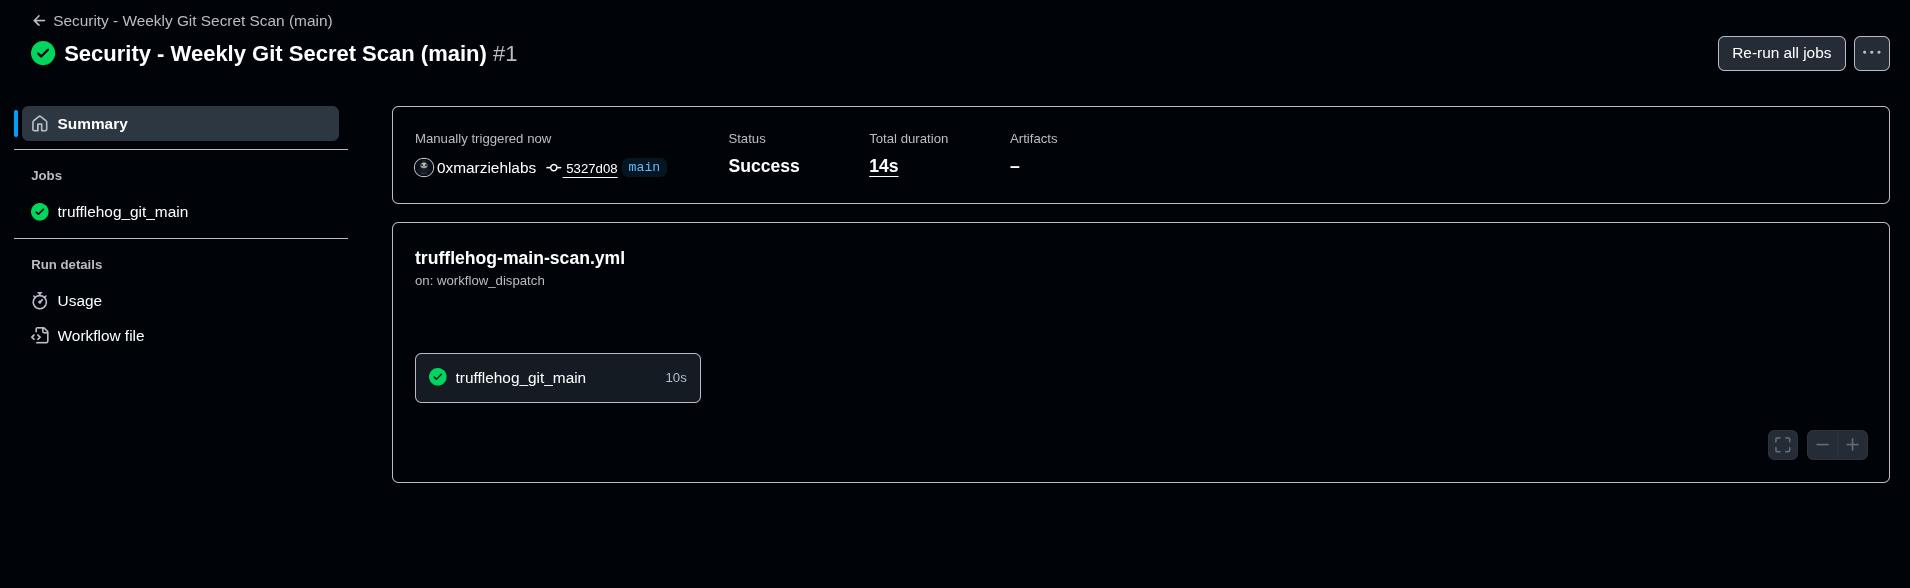 Security - Weekly Git Secret Scan (main)
Security - Weekly Git Secret Scan (main) #1
Re-run all jobs
Summary
Jobs
trufflehog_git_main
Run details
Usage
Workflow file
Manually triggered now
0xmarziehlabs 5327d08 main
Status
Success
Total duration
14s
Artifacts
–
trufflehog-main-scan.yml
on: workflow_dispatch
trufflehog_git_main 10s